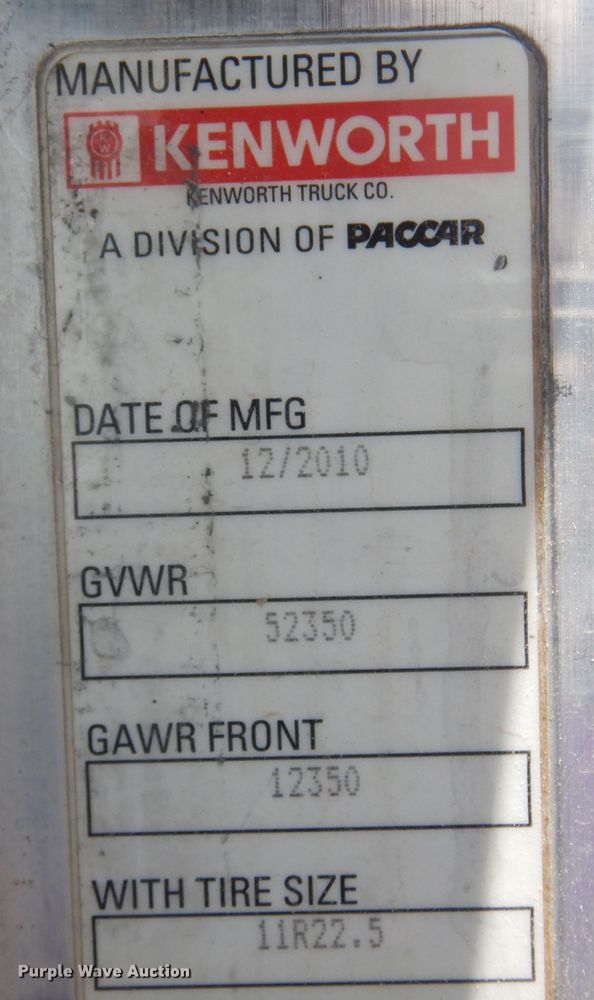 MANUFACTURED BY
KW KENWORTH
KENWORTH TRUCK CO.
A DIVISION OF PACCAR
DATE OF MFG
12/2010
GVWR
52350
GAWR FRONT
12350
WITH TIRE SIZE
11R22.5
Purple Wave Auction